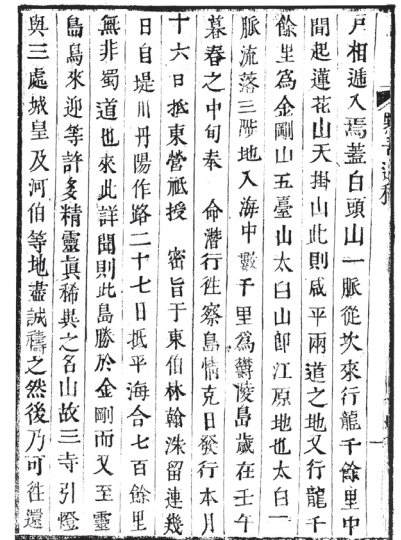 戶相遞入焉蓋白頭山一脈從坎來行龍千餘里中
間起蓮花山天掛山此則咸平兩道之地又行龍千
餘里爲金剛山五臺山太白山卽江原地也太白一
脈流落三陟地入海中數千里爲鬱陵島歲在壬午
暮春之中旬奉 命潛行往察島情克日發行本月
十六日抵東營祗授 密旨于東伯林翰洙留連幾
日自堤川丹陽作路二十七日抵平海合七百餘里
無非蜀道也來此詳聞則此島勝於金剛而又至靈
島島來迎等許多精靈眞稀異之名山故三寺引燈
與三處城皇及河伯等地盡誠禱之然後乃可往還